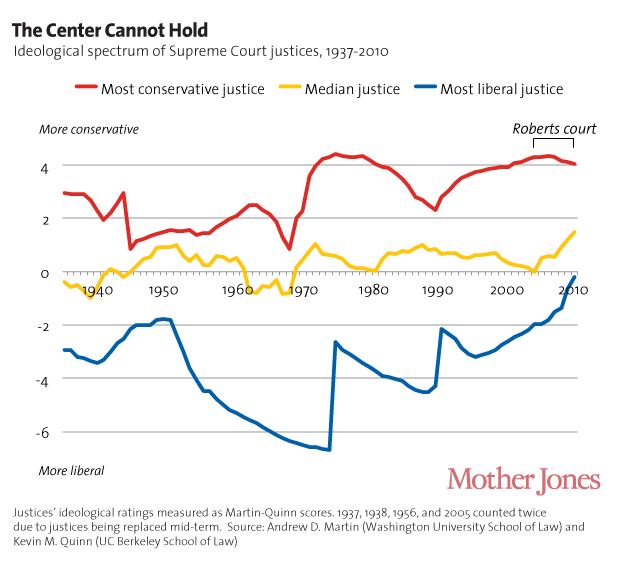 The Center Cannot Hold
Ideological spectrum of Supreme Court justices, 1937-2010
Most conservative justice
Median justice
Most liberal justice
More conservative
Roberts court
4
2
0
1940
1950
1960
1970
1980
1990
2000
2010
-2
-4
-6
More liberal
Mother Jones
Justices' ideological ratings measured as Martin-Quinn scores. 1937, 1938, 1956, and 2005 counted twice
due to justices being replaced mid-term. Source: Andrew D. Martin (Washington University School of Law) and
Kevin M. Quinn (UC Berkeley School of Law)